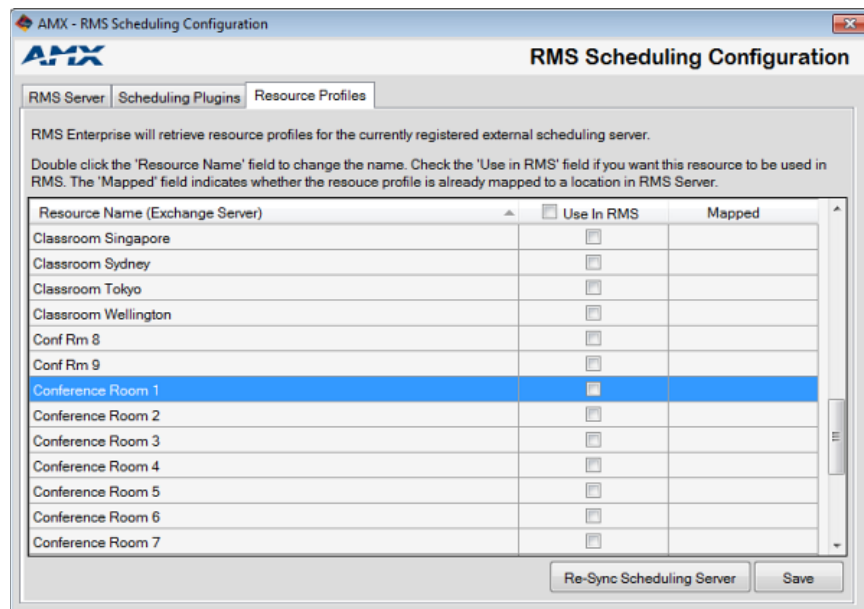 AMX - RMS Scheduling Configuration
AMX
RMS Scheduling Configuration
RMS Server
Scheduling Plugins
Resource Profiles
RMS Enterprise will retrieve resource profiles for the currently registered external scheduling server.
Double click the 'Resource Name' field to change the name. Check the 'Use in RMS' field if you want this resource to be used in
RMS. The 'Mapped' field indicates whether the resouce profile is already mapped to a location in RMS Server.
Resource Name (Exchange Server) Use In RMS Mapped
Classroom Singapore
Classroom Sydney
Classroom Tokyo
Classroom Wellington
Conf Rm 8
Conf Rm 9
Conference Room 1
Conference Room 2
Conference Room 3
Conference Room 4
Conference Room 5
Conference Room 6
Conference Room 7
Re-Sync Scheduling Server
Save